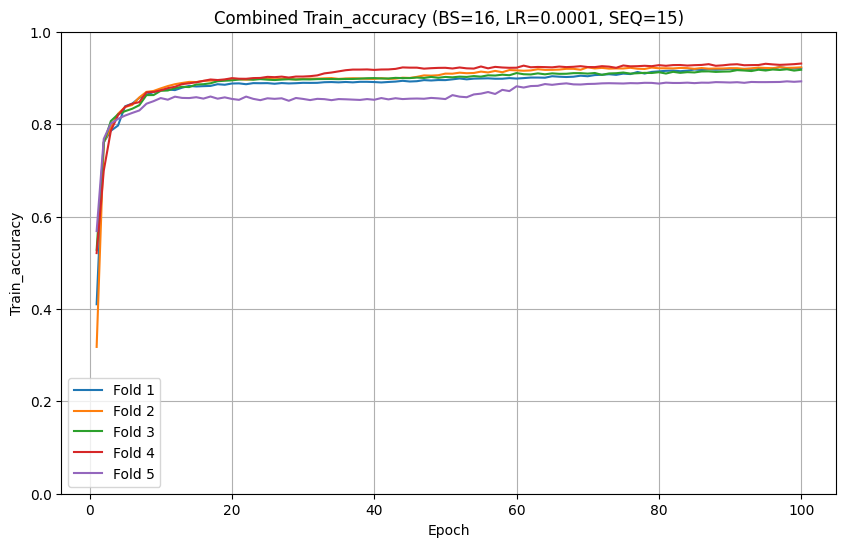 Combined Train_accuracy (BS=16, LR=0.0001, SEQ=15)
Train_accuracy
1.0
0.8
0.6
0.4
0.2
0.0
Fold 1
Fold 2
Fold 3
Fold 4
Fold 5
0 20 40 60 80 100
Epoch